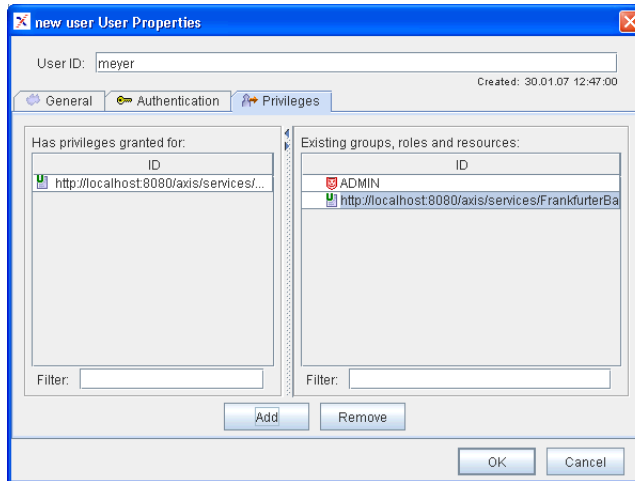 new user User Properties
User ID: meyer
Created: 30.01.07 12:47:00
General Authentication Privileges
Has privileges granted for:
ID
http://localhost:8080/axis/services/...
Existing groups, roles and resources:
ID
ADMIN
http://localhost:8080/axis/services/FrankfurterBa
Filter:
Filter:
Add Remove
OK Cancel